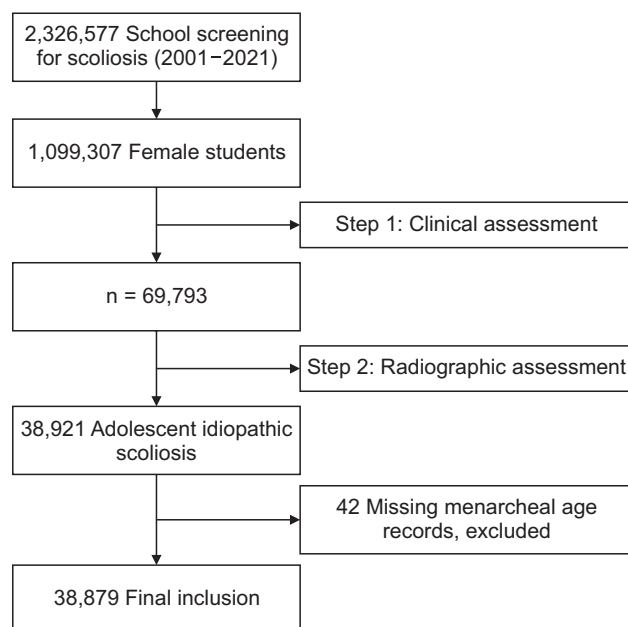 2,326,577 School screening
for scoliosis (2001−2021)
1,099,307 Female students
Step 1: Clinical assessment
n = 69,793
Step 2: Radiographic assessment
38,921 Adolescent idiopathic
scoliosis
42 Missing menarcheal age
records, excluded
38,879 Final inclusion